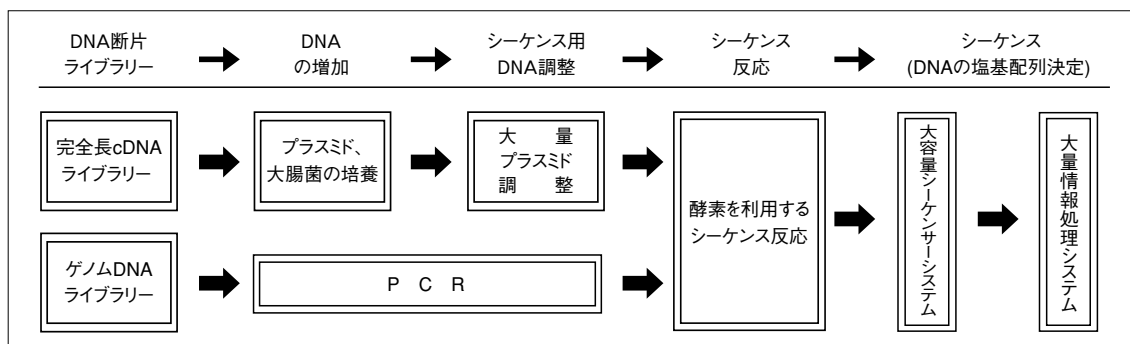 DNA断片
ライブラリー
DNA
の増加
シーケンス用
DNA調整
シーケンス
反応
シーケンス
(DNAの塩基配列決定)
完全長cDNA
ライブラリー
プラスミド、
大腸菌の培養
大量
プラスミド
調整
酵素を利用する
シーケンス反応
大容量シーケンサーシステム
大量情報処理システム
ゲノムDNA
ライブラリー
P C R